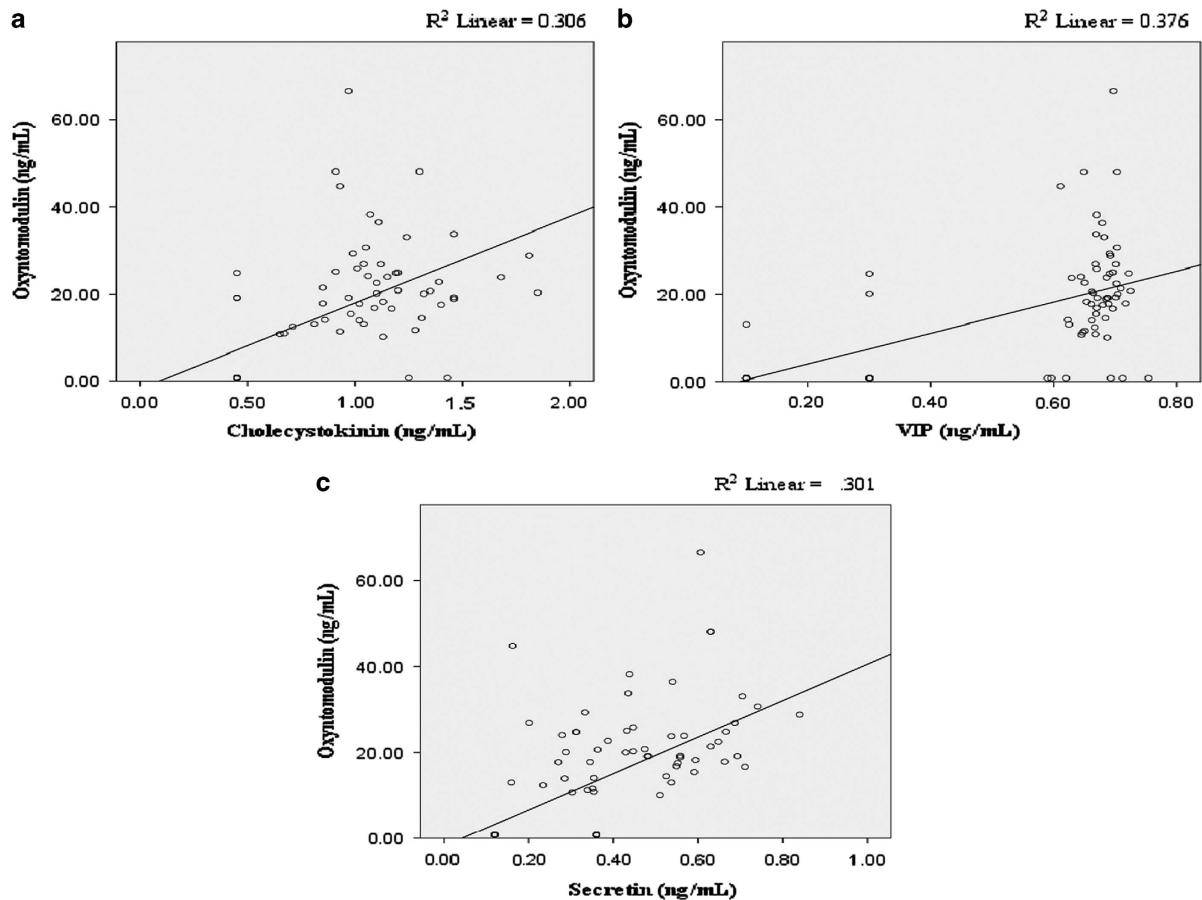 a
R² Linear = 0.306
Oxyntomodulin (ng/mL)
60.00
40.00
20.00
0.00
0.00 0.50 1.00 1.5 2.00
Cholecystokinin (ng/mL)
b
R² Linear = 0.376
Oxyntomodulin (ng/mL)
60.00
40.00
20.00
0.00
0.20 0.40 0.60 0.80
VIP (ng/mL)
c
R² Linear = .301
Oxyntomodulin (ng/mL)
60.00
40.00
20.00
0.00
0.00 0.20 0.40 0.60 0.80 1.00
Secretin (ng/mL)